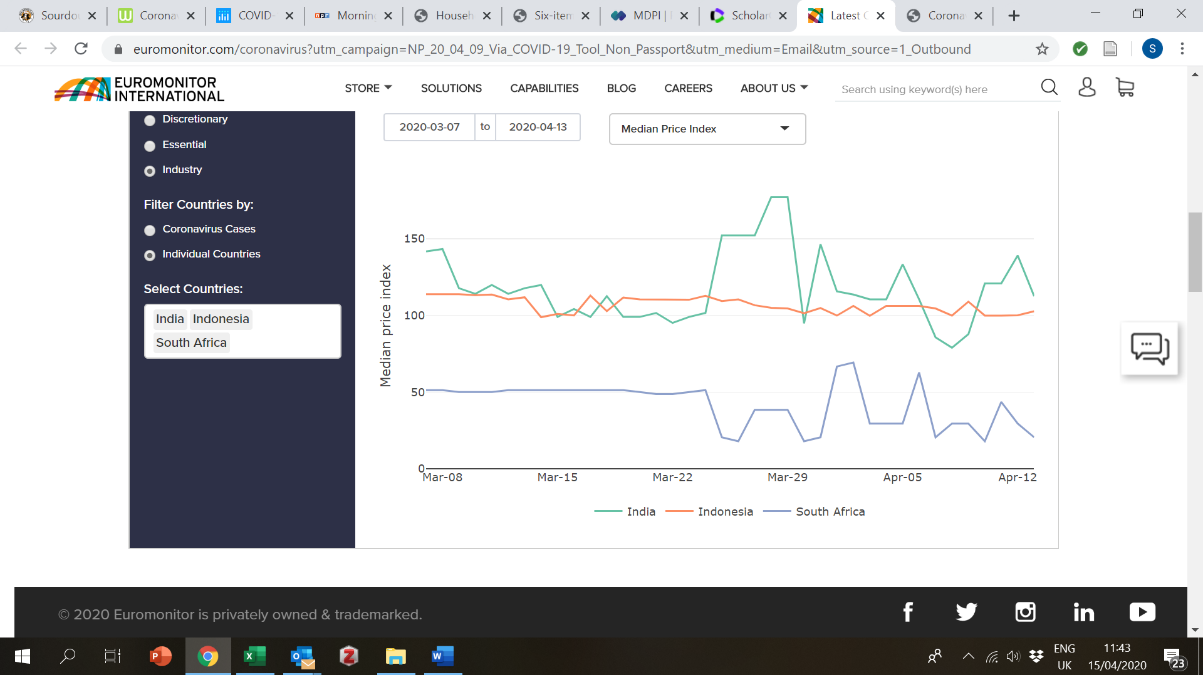 Sourdo
Corona
COVID
Mornin
Househ
Six-item
MDPI |
Scholar
Latest C
Corona
euromonitor.com/coronavirus?utm_campaign=NP_20_04_09_Via_COVID-19_Tool_Non_Passport&utm_medium=Email&utm_source=1_Outbound
S
EUROMONITOR
INTERNATIONAL
STORE
SOLUTIONS
CAPABILITIES
BLOG
CAREERS
ABOUT US
Search using keyword(s) here
Discretionary
Essential
Industry
Filter Countries by:
Coronavirus Cases
Individual Countries
Select Countries:
India Indonesia
South Africa
2020-03-07 to 2020-04-13
Median Price Index
Median price index
150
100
50
0
Mar-08 Mar-15 Mar-22 Mar-29 Apr-05 Apr-12
India Indonesia South Africa
© 2020 Euromonitor is privately owned & trademarked.
ENG
UK
11:43
15/04/2020
23